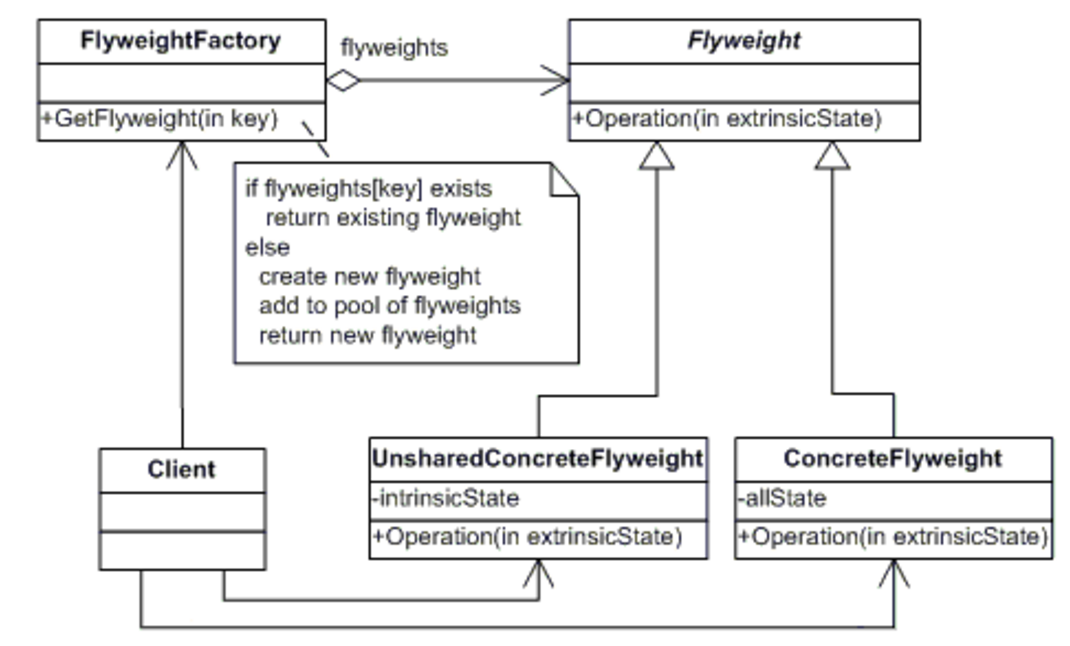 FlyweightFactory
+GetFlyweight(in key)
flyweights
Flyweight
+Operation(in extrinsicState)
if flyweights[key] exists
return existing flyweight
else
create new flyweight
add to pool of flyweights
return new flyweight
Client
UnsharedConcreteFlyweight
-intrinsicState
+Operation(in extrinsicState)
ConcreteFlyweight
-allState
+Operation(in extrinsicState)